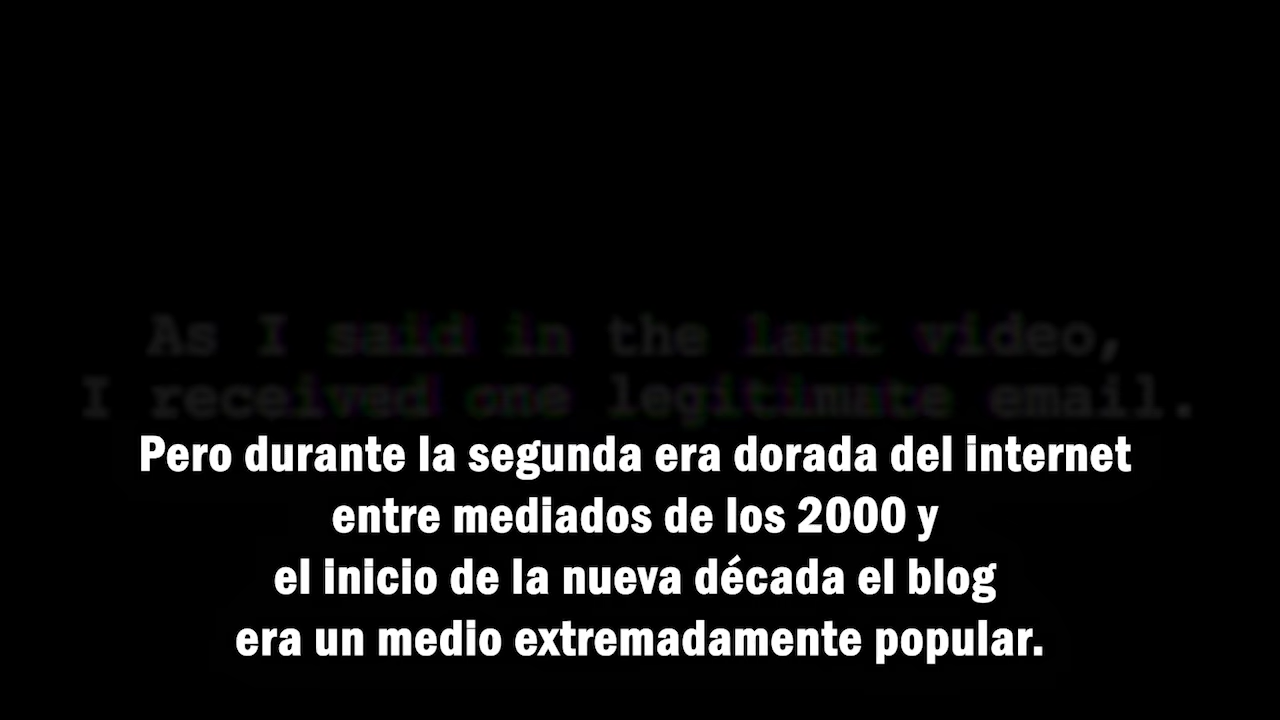 As I said in the last video,
I received one legitimate email.
Pero durante la segunda era dorada del internet
entre mediados de los 2000 y
el inicio de la nueva década el blog
era un medio extremadamente popular.